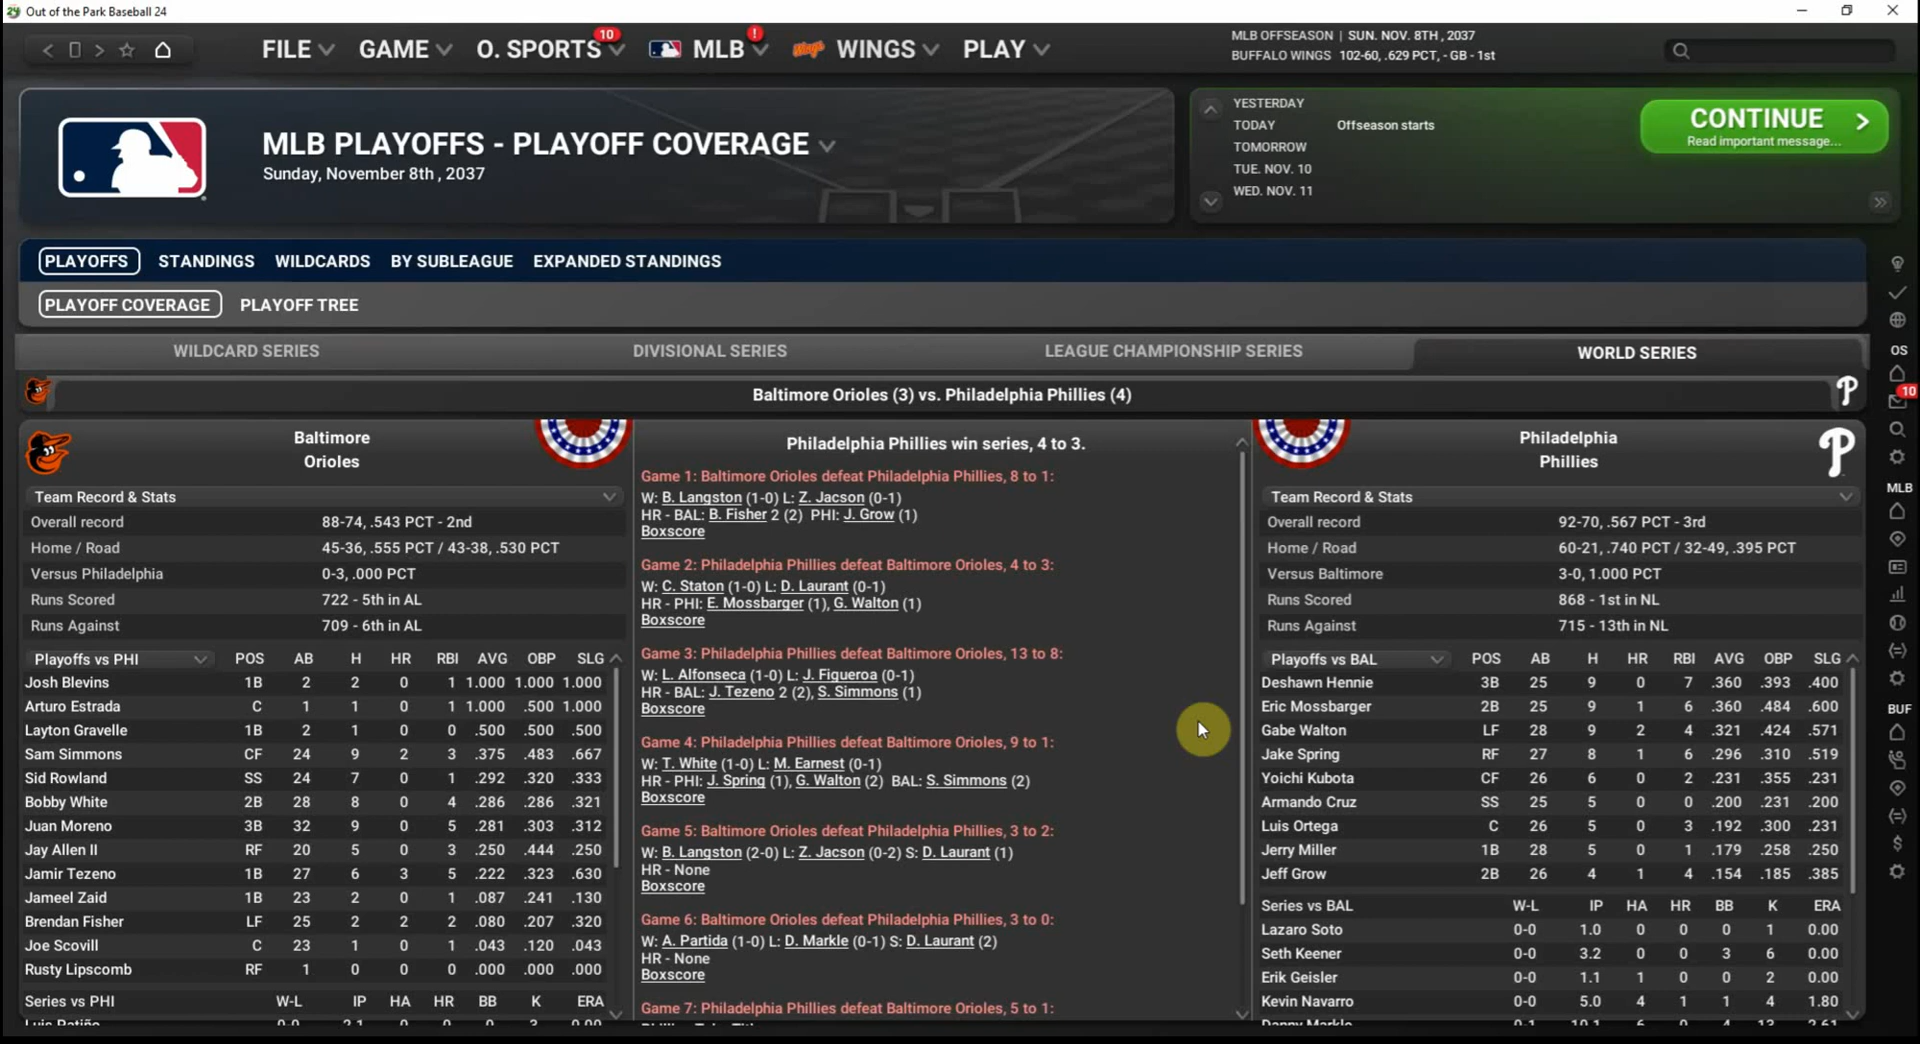 Out of the Park Baseball 24
FILE GAME O. SPORTS 10 MLB ! WINGS PLAY
MLB OFFSEASON | SUN. NOV. 8TH , 2037
BUFFALO WINGS 102-60, .629 PCT, - GB - 1st
MLB PLAYOFFS - PLAYOFF COVERAGE
Sunday, November 8th , 2037
YESTERDAY
TODAY Offseason starts
TOMORROW
TUE. NOV. 10
WED. NOV. 11
CONTINUE
Read important message...
PLAYOFFS STANDINGS WILDCARDS BY SUBLEAGUE EXPANDED STANDINGS
PLAYOFF COVERAGE PLAYOFF TREE
WILDCARD SERIES DIVISIONAL SERIES LEAGUE CHAMPIONSHIP SERIES WORLD SERIES
Baltimore Orioles (3) vs. Philadelphia Phillies (4)
Baltimore
Orioles
Team Record & Stats
Overall record 88-74, .543 PCT - 2nd
Home / Road 45-36, .555 PCT / 43-38, .530 PCT
Versus Philadelphia 0-3, .000 PCT
Runs Scored 722 - 5th in AL
Runs Against 709 - 6th in AL
Playoffs vs PHI POS AB H HR RBI AVG OBP SLG
Josh Blevins 1B 2 2 0 1 1.000 1.000 1.000
Arturo Estrada C 1 1 0 1 1.000 .500 1.000
Layton Gravelle 1B 2 1 0 0 .500 .500 .500
Sam Simmons CF 24 9 2 3 .375 .483 .667
Sid Rowland SS 24 7 0 1 .292 .320 .333
Bobby White 2B 28 8 0 4 .286 .286 .321
Juan Moreno 3B 32 9 0 5 .281 .303 .312
Jay Allen II RF 20 5 0 3 .250 .444 .250
Jamir Tezeno 1B 27 6 3 5 .222 .323 .630
Jameel Zaid 1B 23 2 0 1 .087 .241 .130
Brendan Fisher LF 25 2 2 2 .080 .207 .320
Joe Scovill C 23 1 0 1 .043 .120 .043
Rusty Lipscomb RF 1 0 0 0 .000 .000 .000
Series vs PHI W-L IP HA HR BB K ERA
Luis Patiño 0-0 2.1 0 0 0 3 0.00
Philadelphia Phillies win series, 4 to 3.
Game 1: Baltimore Orioles defeat Philadelphia Phillies, 8 to 1:
W: B. Langston (1-0) L: Z. Jacson (0-1)
HR - BAL: B. Fisher 2 (2) PHI: J. Grow (1)
Boxscore
Game 2: Philadelphia Phillies defeat Baltimore Orioles, 4 to 3:
W: C. Staton (1-0) L: D. Laurant (0-1)
HR - PHI: E. Mossbarger (1), G. Walton (1)
Boxscore
Game 3: Philadelphia Phillies defeat Baltimore Orioles, 13 to 8:
W: L. Alfonseca (1-0) L: J. Figueroa (0-1)
HR - BAL: J. Tezeno 2 (2), S. Simmons (1)
Boxscore
Game 4: Philadelphia Phillies defeat Baltimore Orioles, 9 to 1:
W: T. White (1-0) L: M. Earnest (0-1)
HR - PHI: J. Spring (1), G. Walton (2) BAL: S. Simmons (2)
Boxscore
Game 5: Baltimore Orioles defeat Philadelphia Phillies, 3 to 2:
W: B. Langston (2-0) L: Z. Jacson (0-2) S: D. Laurant (1)
HR - None
Boxscore
Game 6: Baltimore Orioles defeat Philadelphia Phillies, 3 to 0:
W: A. Partida (1-0) L: D. Markle (0-1) S: D. Laurant (2)
HR - None
Boxscore
Game 7: Philadelphia Phillies defeat Baltimore Orioles, 5 to 1:
Philadelphia
Phillies
Team Record & Stats
Overall record 92-70, .567 PCT - 3rd
Home / Road 60-21, .740 PCT / 32-49, .395 PCT
Versus Baltimore 3-0, 1.000 PCT
Runs Scored 868 - 1st in NL
Runs Against 715 - 13th in NL
Playoffs vs BAL POS AB H HR RBI AVG OBP SLG
Deshawn Hennie 3B 25 9 0 7 .360 .393 .400
Eric Mossbarger 2B 25 9 1 6 .360 .484 .600
Gabe Walton LF 28 9 2 4 .321 .424 .571
Jake Spring RF 27 8 1 6 .296 .310 .519
Yoichi Kubota CF 26 6 0 2 .231 .355 .231
Armando Cruz SS 25 5 0 0 .200 .231 .200
Luis Ortega C 26 5 0 3 .192 .300 .231
Jerry Miller 1B 28 5 0 1 .179 .258 .250
Jeff Grow 2B 26 4 1 4 .154 .185 .385
Series vs BAL W-L IP HA HR BB K ERA
Lazaro Soto 0-0 1.0 0 0 0 1 0.00
Seth Keener 0-0 3.2 0 0 3 6 0.00
Erik Geisler 0-0 1.1 1 0 0 2 0.00
Kevin Navarro 0-0 5.0 4 1 1 4 1.80
Danny Markle 0-1 10.1 6 0 4 13 2.61
OS
10
MLB
BUF